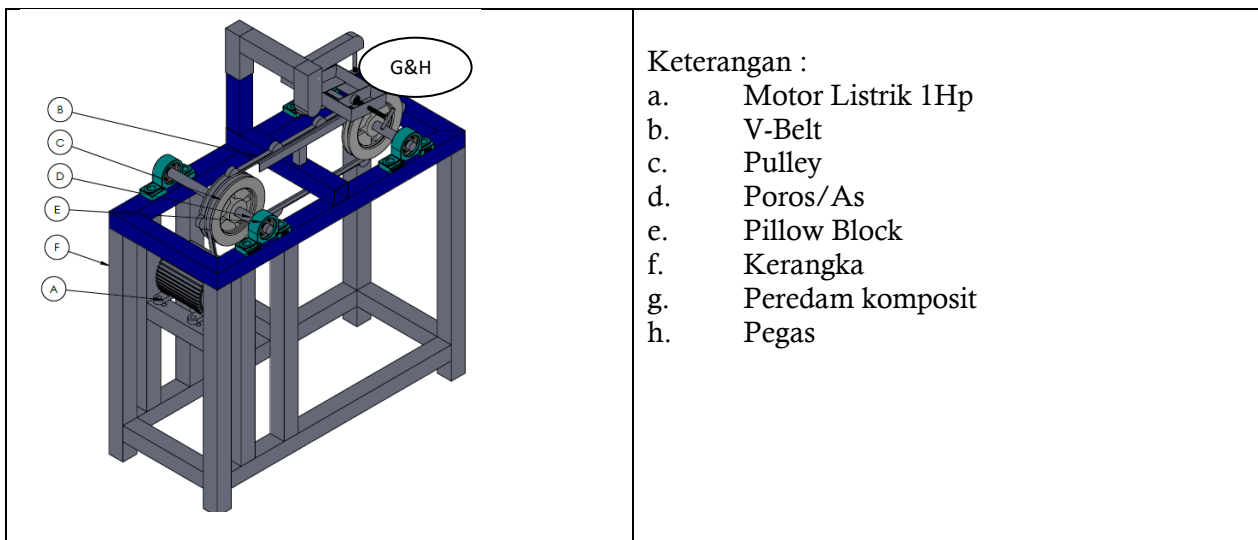 G&H
B
C
D
E
F
A
Keterangan :
a. Motor Listrik 1Hp
b. V-Belt
c. Pulley
d. Poros/As
e. Pillow Block
f. Kerangka
g. Peredam komposit
h. Pegas